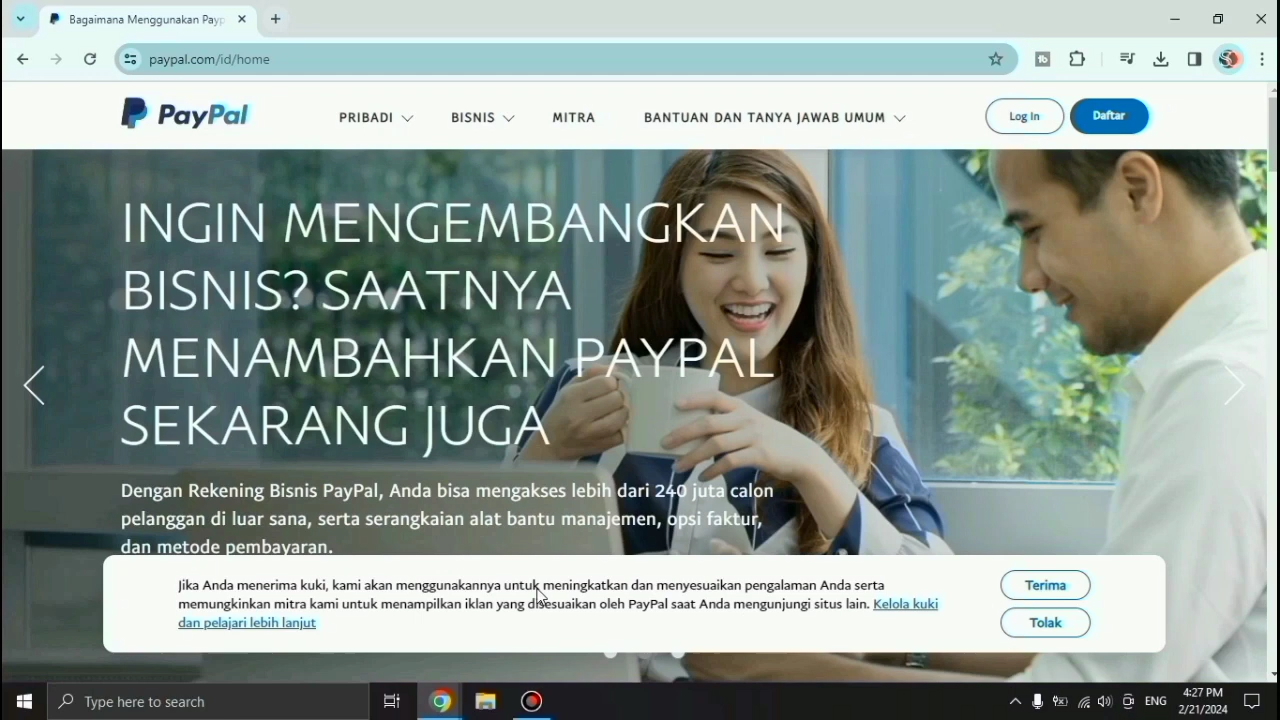 Bagaimana Menggunakan Payp
paypal.com/id/home
PayPal
PRIBADI
BISNIS
MITRA
BANTUAN DAN TANYA JAWAB UMUM
Log In
Daftar
INGIN MENGEMBANGKAN
BISNIS? SAATNYA
MENAMBAHKAN PAYPAL
SEKARANG JUGA
Dengan Rekening Bisnis PayPal, Anda bisa mengakses lebih dari 240 juta calon
pelanggan di luar sana, serta serangkaian alat bantu manajemen, opsi faktur,
dan metode pembayaran.
Jika Anda menerima kuki, kami akan menggunakannya untuk meningkatkan dan menyesuaikan pengalaman Anda serta
memungkinkan mitra kami untuk menampilkan iklan yang disesuaikan oleh PayPal saat Anda mengunjungi situs lain. Kelola kuki
dan pelajari lebih lanjut
Terima
Tolak
Type here to search
ENG
4:27 PM
2/21/2024